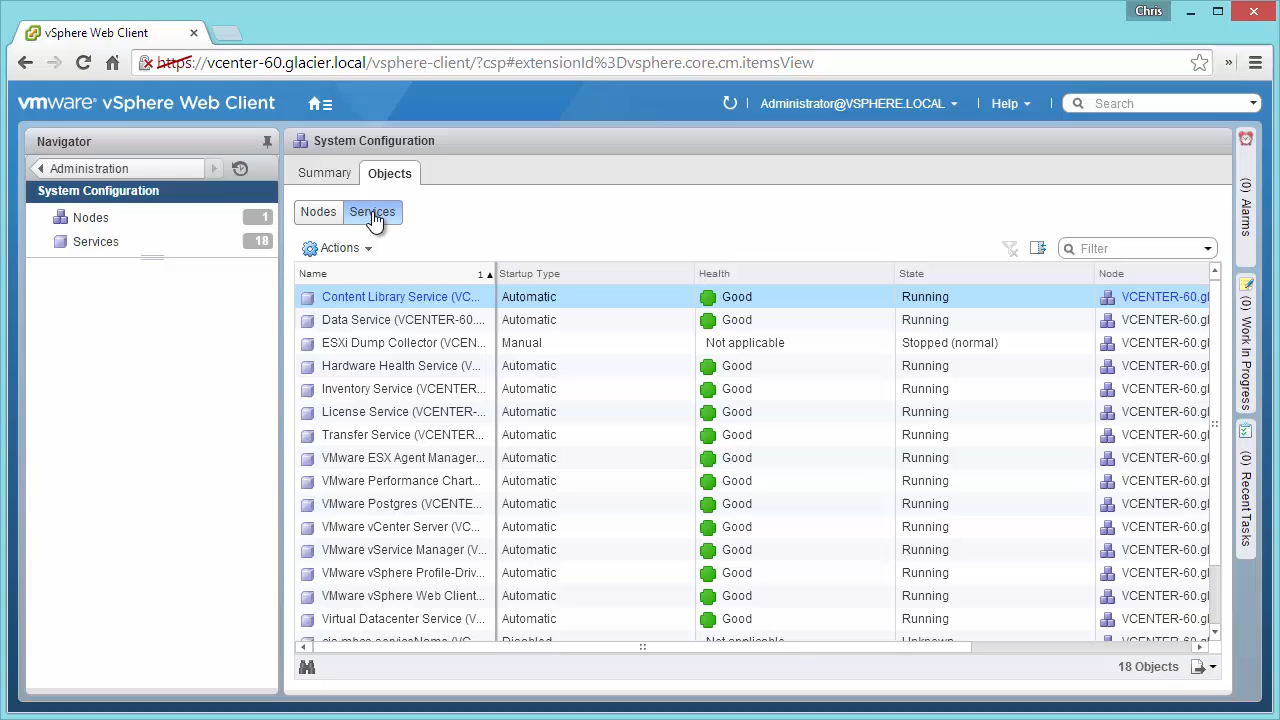 Chris
vSphere Web Client
https://vcenter-60.glacier.local/vsphere-client/?csp#extensionId%3Dvsphere.core.cm.itemsView
vmware® vSphere Web Client
Administrator@VSPHERE.LOCAL
Help
Search
Navigator
Administration
System Configuration
Nodes 1
Services 18
System Configuration
Summary
Objects
Nodes
Services
Actions
Filter
Name 1 Startup Type Health State Node
Content Library Service (VC... Automatic Good Running VCENTER-60.gl
Data Service (VCENTER-60.... Automatic Good Running VCENTER-60.gl
ESXi Dump Collector (VCEN... Manual Not applicable Stopped (normal) VCENTER-60.gl
Hardware Health Service (V... Automatic Good Running VCENTER-60.gl
Inventory Service (VCENTER... Automatic Good Running VCENTER-60.gl
License Service (VCENTER-... Automatic Good Running VCENTER-60.gl
Transfer Service (VCENTER... Automatic Good Running VCENTER-60.gl
VMware ESX Agent Manager... Automatic Good Running VCENTER-60.gl
VMware Performance Chart... Automatic Good Running VCENTER-60.gl
VMware Postgres (VCENTE... Automatic Good Running VCENTER-60.gl
VMware vCenter Server (VC... Automatic Good Running VCENTER-60.gl
VMware vService Manager (V... Automatic Good Running VCENTER-60.gl
VMware vSphere Profile-Driv... Automatic Good Running VCENTER-60.gl
VMware vSphere Web Client... Automatic Good Running VCENTER-60.gl
Virtual Datacenter Service (V... Automatic Good Running VCENTER-60.gl
Disabled Not applicable Unknown
18 Objects
(0) Alarms
(0) Work In Progress
(0) Recent Tasks